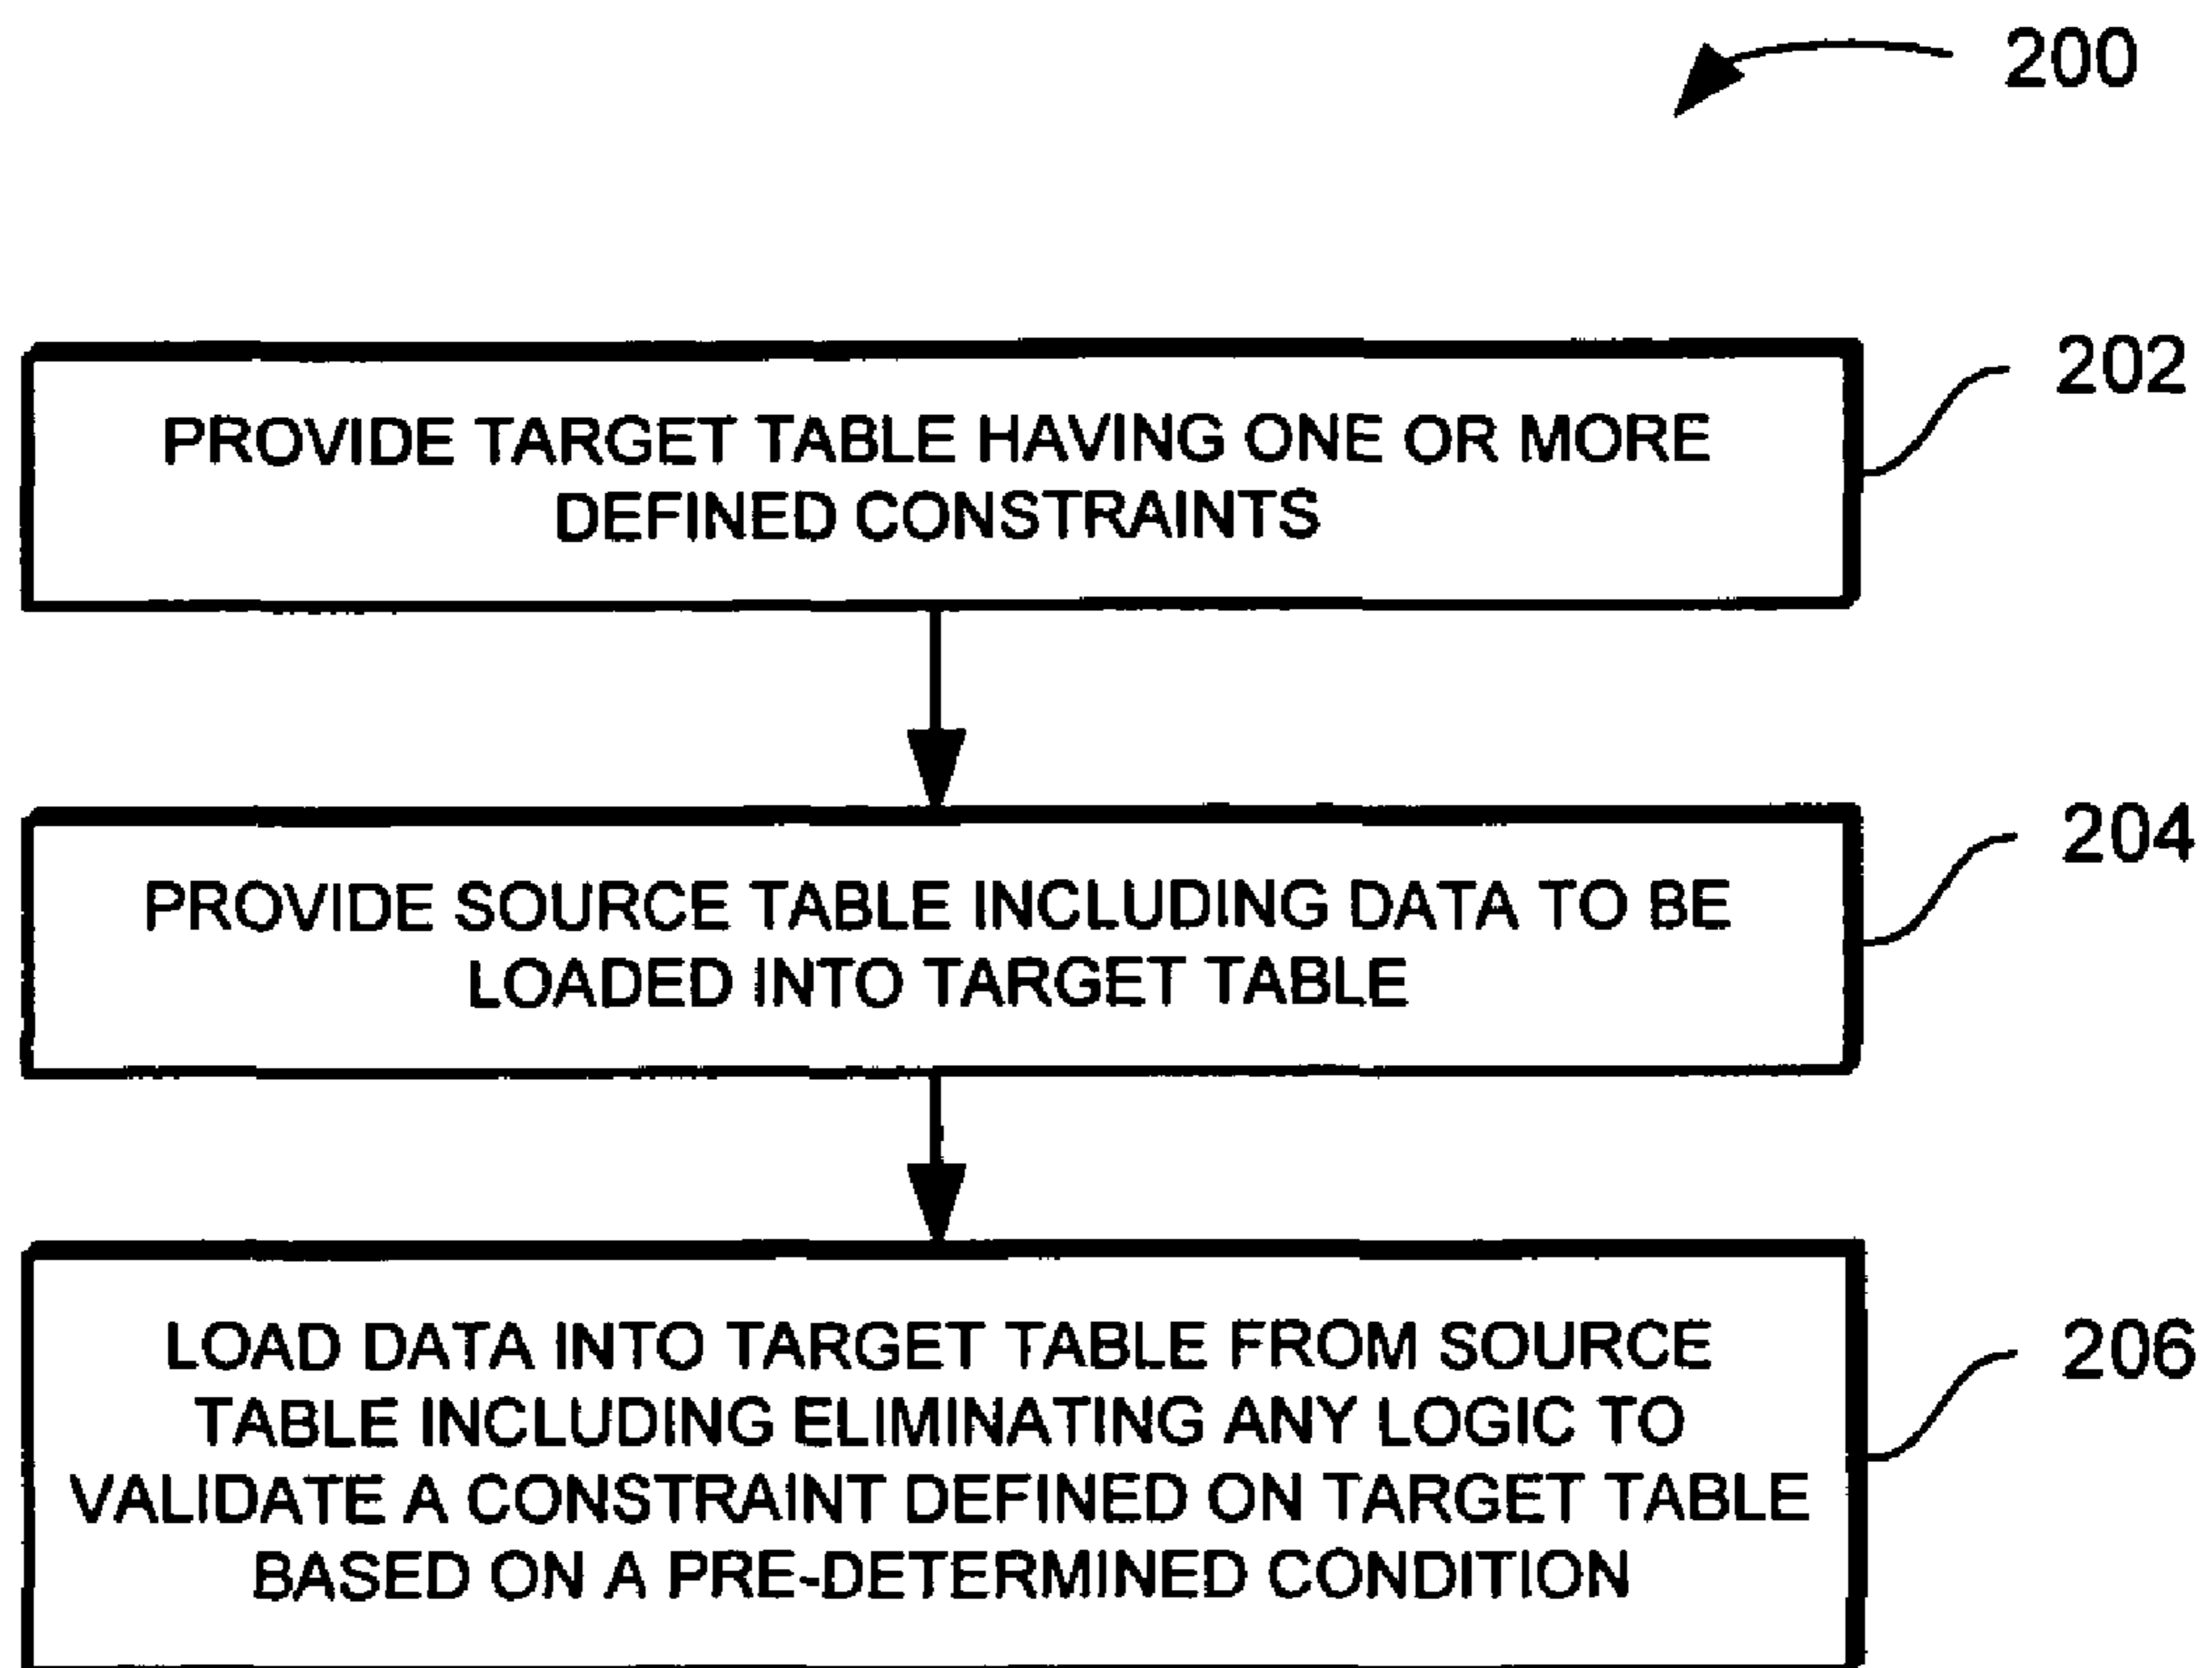 200
202
PROVIDE TARGET TABLE HAVING ONE OR MORE
DEFINED CONSTRAINTS
204
PROVIDE SOURCE TABLE INCLUDING DATA TO BE
LOADED INTO TARGET TABLE
206
LOAD DATA INTO TARGET TABLE FROM SOURCE
TABLE INCLUDING ELIMINATING ANY LOGIC TO
VALIDATE A CONSTRAINT DEFINED ON TARGET TABLE
BASED ON A PRE-DETERMINED CONDITION